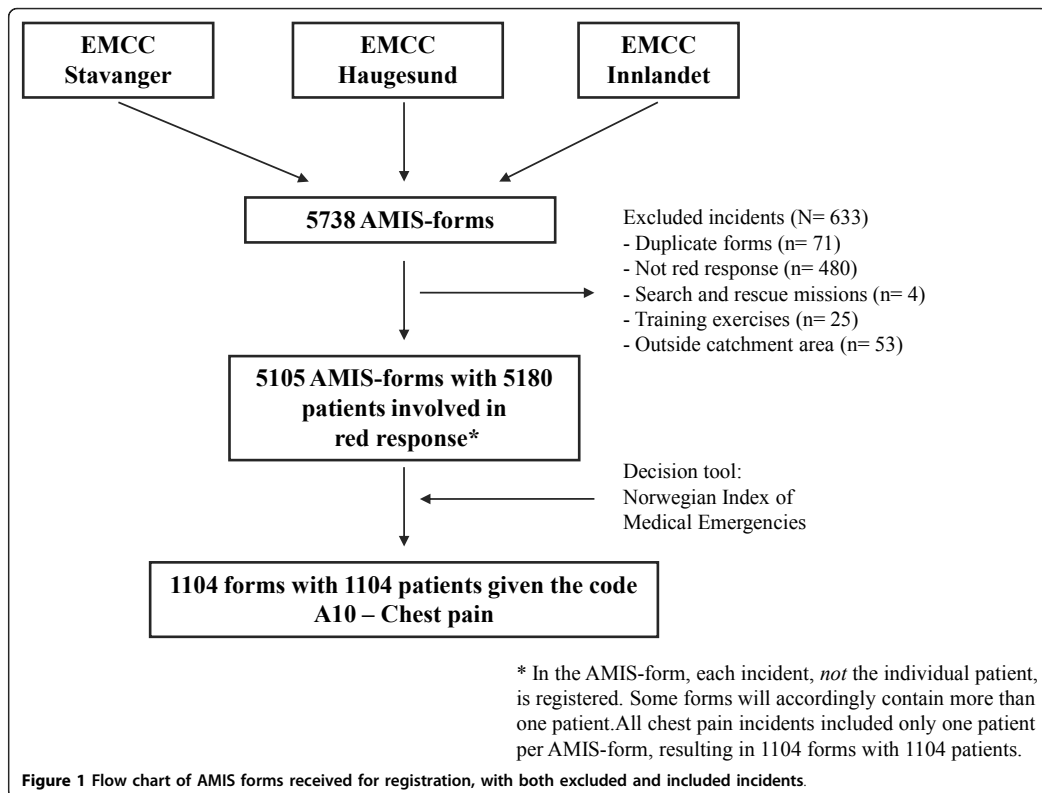 EMCC
Stavanger
EMCC
Haugesund
EMCC
Innlandet
5738 AMIS-forms
Excluded incidents (N= 633)
- Duplicate forms (n= 71)
- Not red response (n= 480)
- Search and rescue missions (n= 4)
- Training exercises (n= 25)
- Outside catchment area (n= 53)
5105 AMIS-forms with 5180
patients involved in
red response*
Decision tool:
Norwegian Index of
Medical Emergencies
1104 forms with 1104 patients given the code
A10 – Chest pain
* In the AMIS-form, each incident, not the individual patient,
is registered. Some forms will accordingly contain more than
one patient.All chest pain incidents included only one patient
per AMIS-form, resulting in 1104 forms with 1104 patients.
Figure 1 Flow chart of AMIS forms received for registration, with both excluded and included incidents.